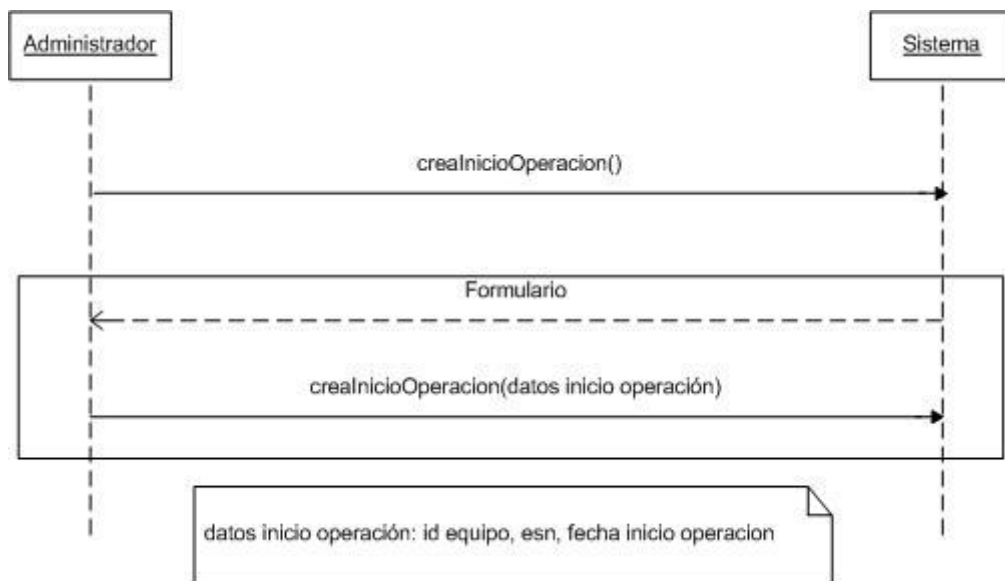 Administrador
Sistema
creaInicioOperacion()
Formulario
creaInicioOperacion(datos inicio operación)
datos inicio operación: id equipo, esn, fecha inicio operacion